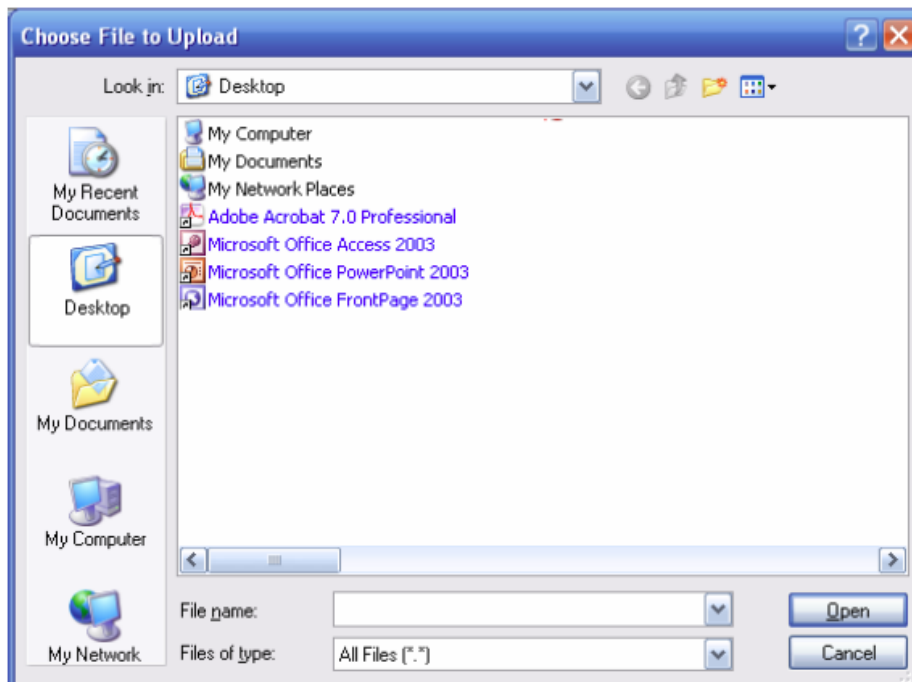 Choose File to Upload
Look in: Desktop
My Recent
Documents
Desktop
My Documents
My Computer
My Network
My Computer
My Documents
My Network Places
Adobe Acrobat 7.0 Professional
Microsoft Office Access 2003
Microsoft Office PowerPoint 2003
Microsoft Office FrontPage 2003
File name:
Open
Files of type: All Files (*.*)
Cancel